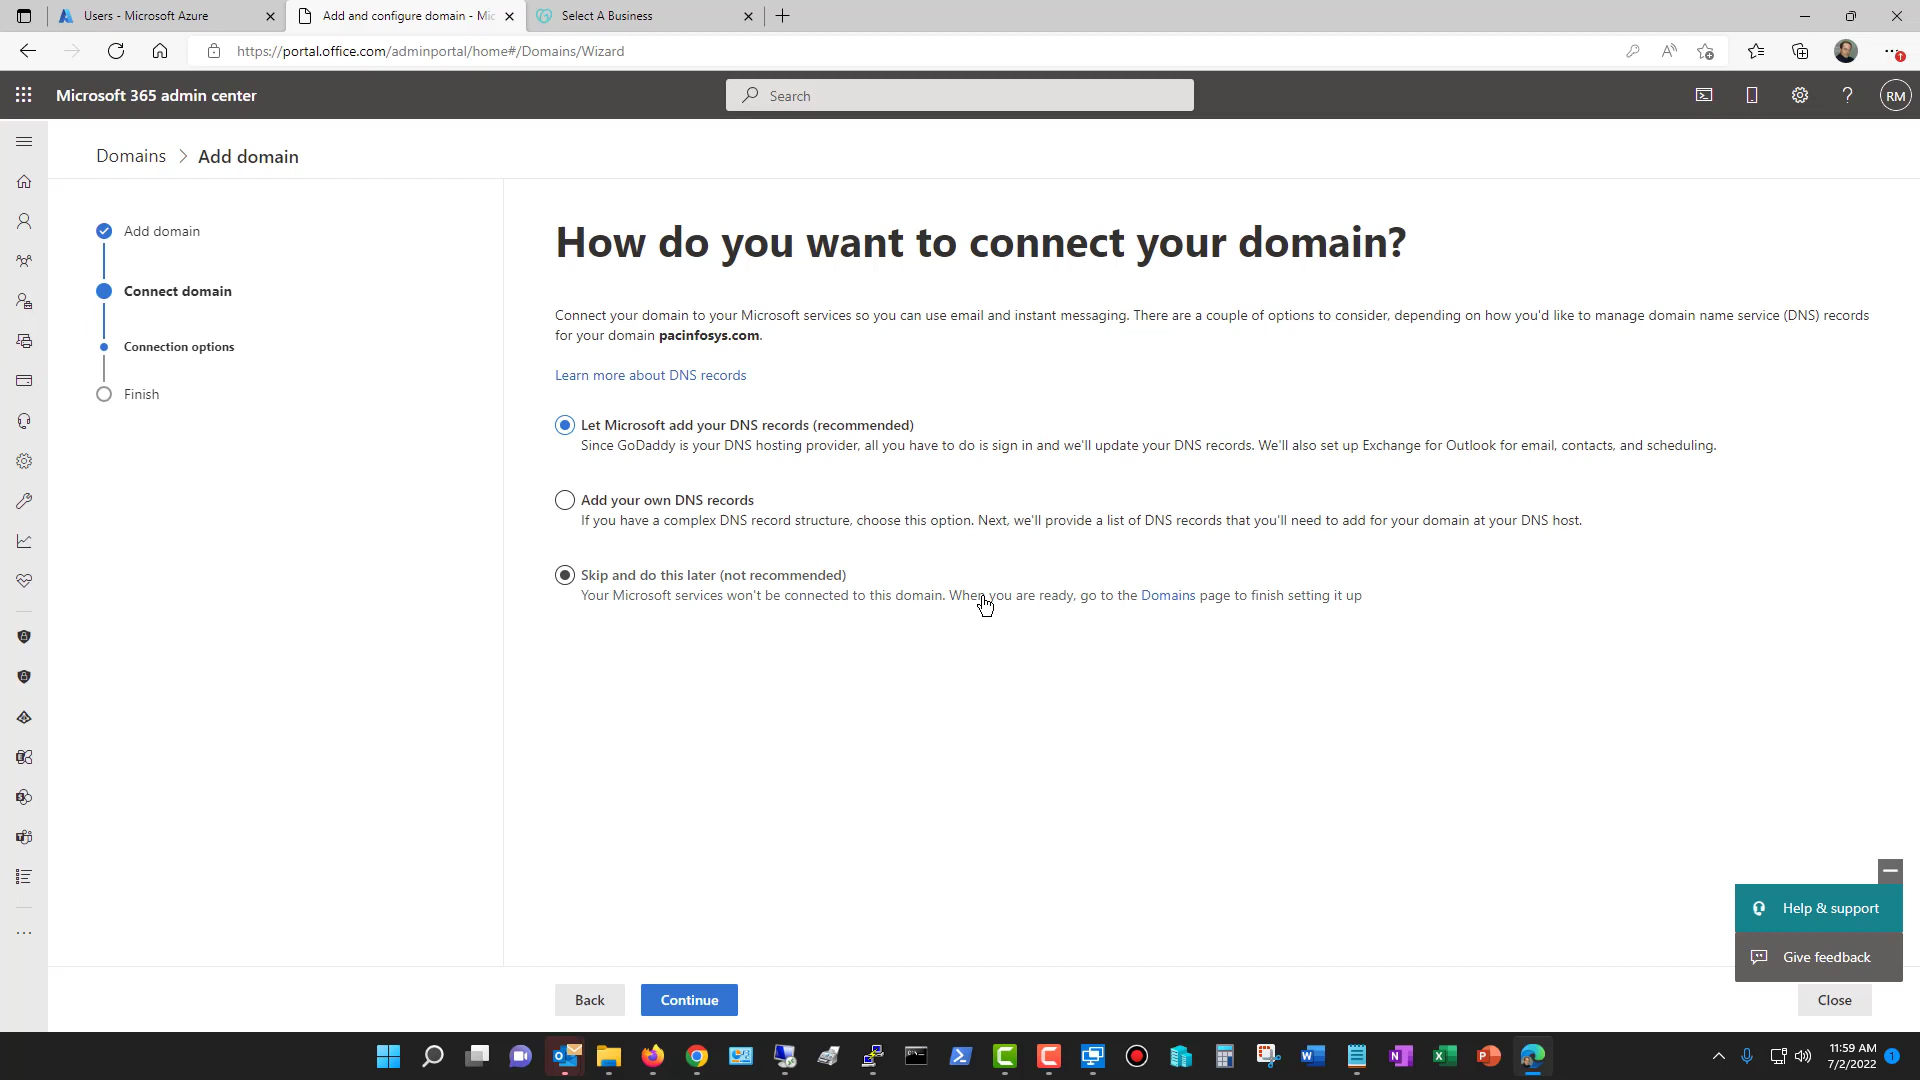 Users - Microsoft Azure
Add and configure domain - Mic
Select A Business
https://portal.office.com/adminportal/home#/Domains/Wizard
Microsoft 365 admin center
Search
RM
Domains
Add domain
Add domain
Connect domain
Connection options
Finish
How do you want to connect your domain?
Connect your domain to your Microsoft services so you can use email and instant messaging. There are a couple of options to consider, depending on how you'd like to manage domain name service (DNS) records
for your domain pacinfosys.com.
Learn more about DNS records
Let Microsoft add your DNS records (recommended)
Since GoDaddy is your DNS hosting provider, all you have to do is sign in and we'll update your DNS records. We'll also set up Exchange for Outlook for email, contacts, and scheduling.
Add your own DNS records
If you have a complex DNS record structure, choose this option. Next, we'll provide a list of DNS records that you'll need to add for your domain at your DNS host.
Skip and do this later (not recommended)
Your Microsoft services won't be connected to this domain. When you are ready, go to the Domains page to finish setting it up
Help & support
Give feedback
Back
Continue
Close
11:59 AM
7/2/2022
1